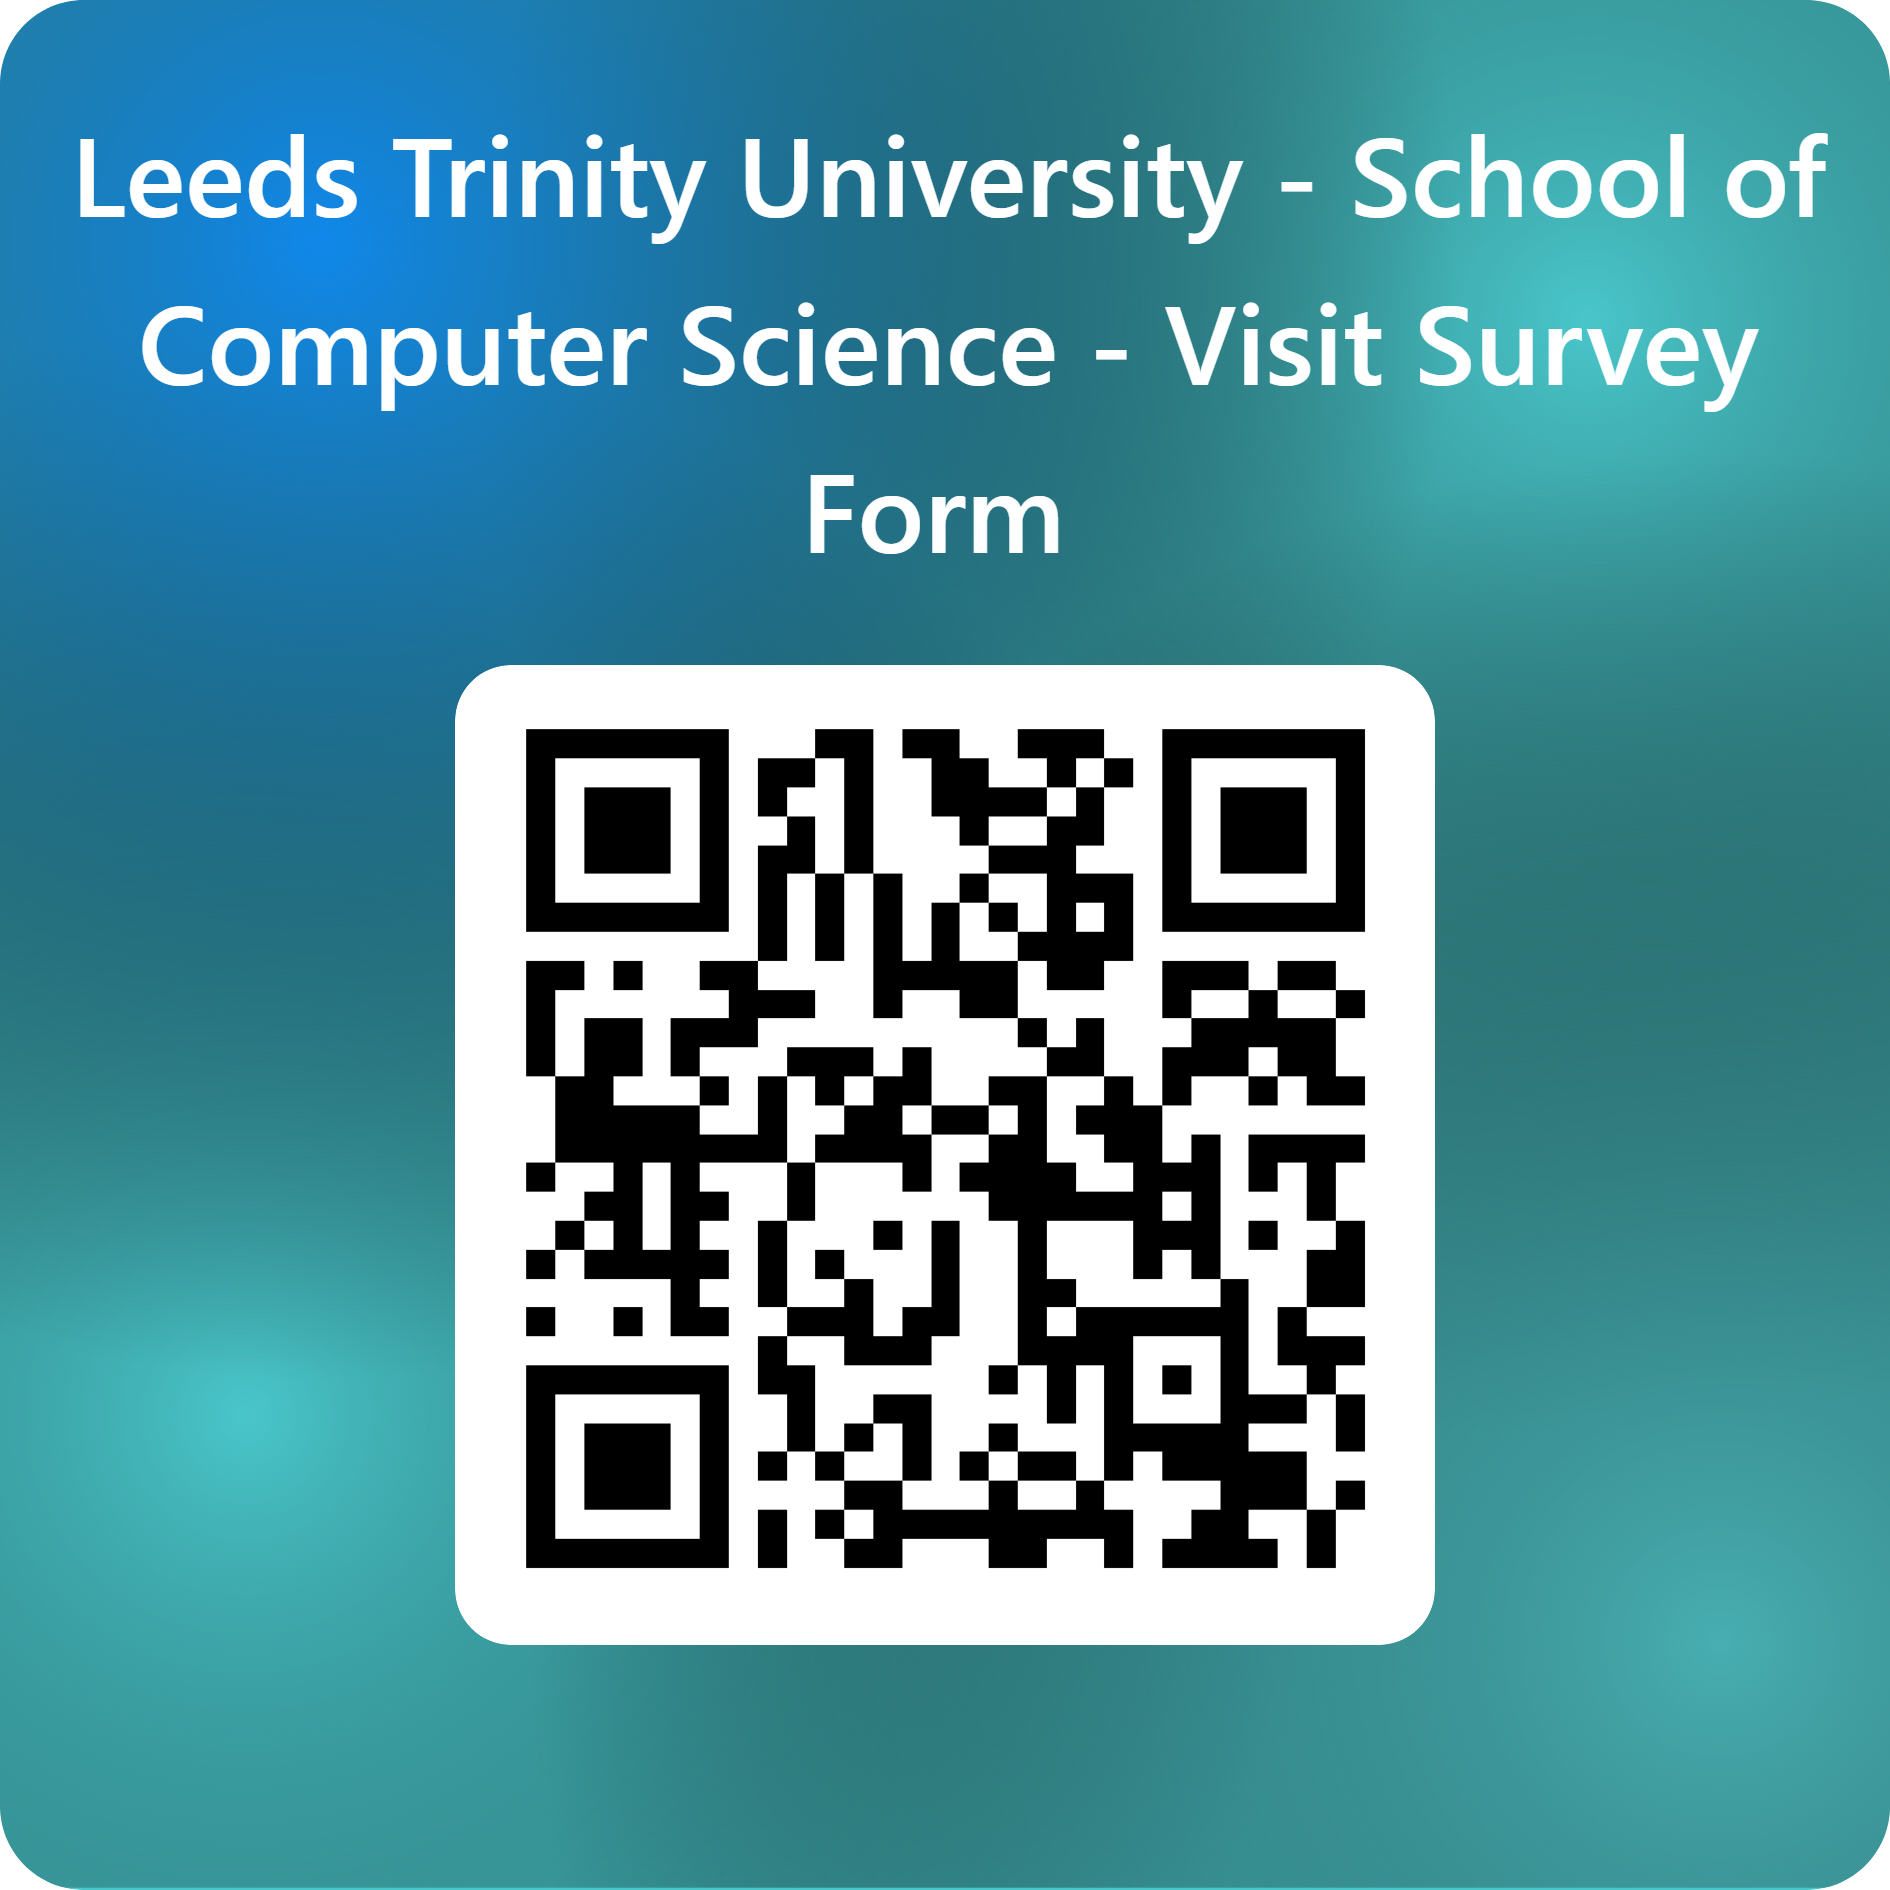 Leeds Trinity University - School of
Computer Science - Visit Survey
Form